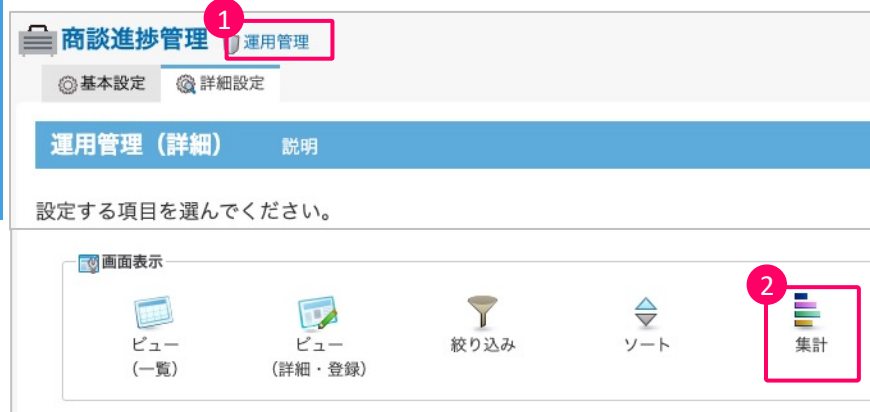 1
商談進捗管理 運用管理
基本設定 詳細設定
運用管理（詳細） 説明
設定する項目を選んでください。
画面表示
2
ビュー
（一覧）
ビュー
（詳細・登録）
絞り込み
ソート
集計